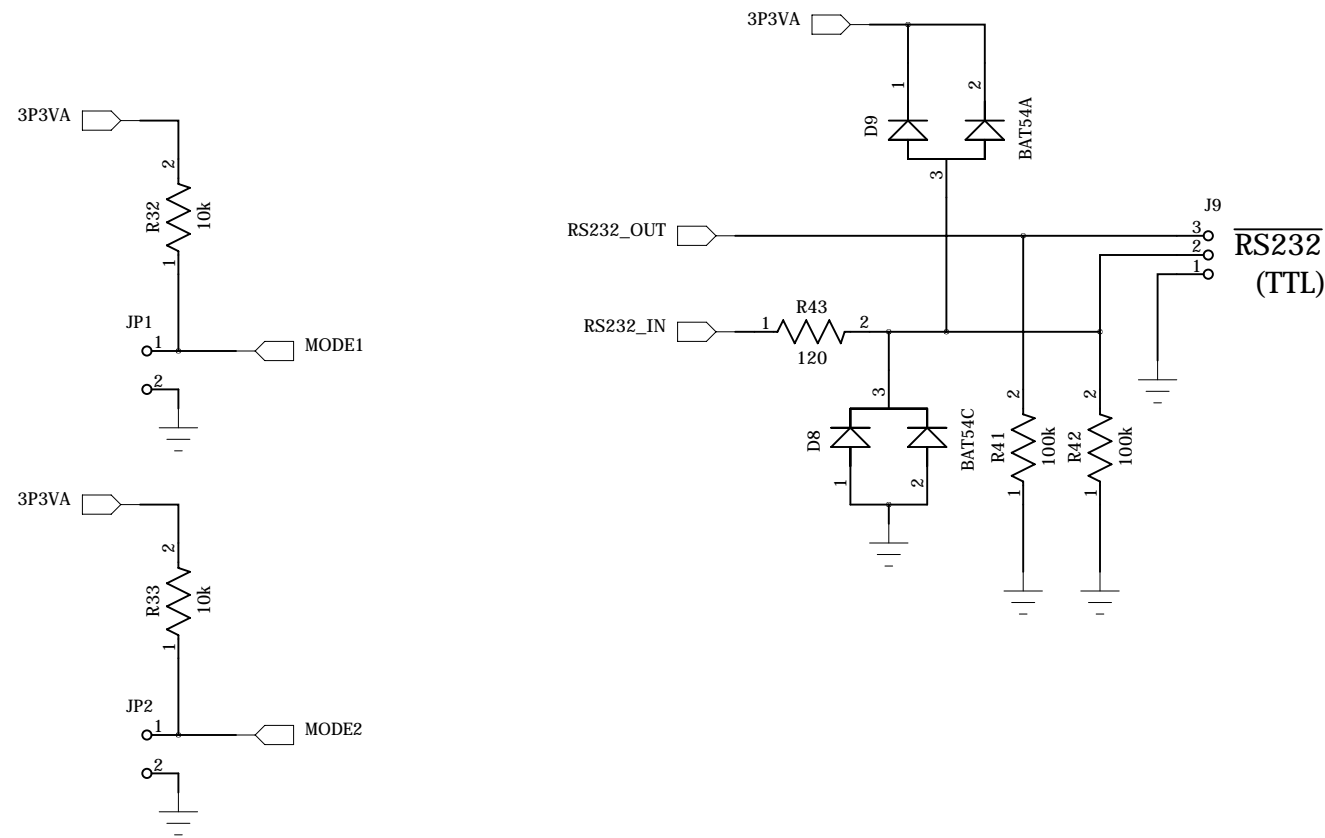 3P3VA
2
R32
10k
1
JP1
1
MODE1
2
3P3VA
2
R33
10k
1
JP2
1
MODE2
2
3P3VA
1
2
D9
BAT54A
3
RS232_OUT
J9
3
2
1
RS232
(TTL)
RS232_IN
1
R43
2
120
3
D8
BAT54C
1
2
2
R41
100k
1
2
R42
100k
1